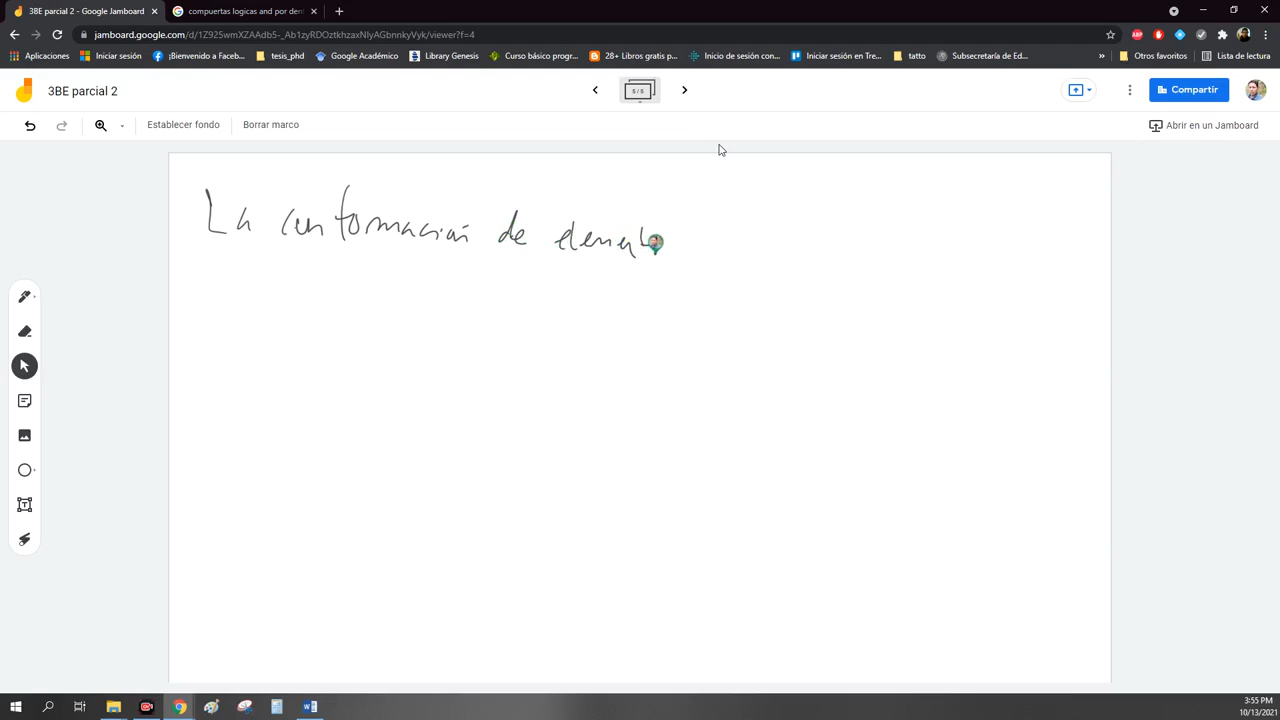 3BE parcial 2 - Google Jamboard
compuertas logicas and por den
jamboard.google.com/d/1Z925wmXZAAdb5-_Ab1zyRDOztkhzaxNIyAGbnnkyVyk/viewer?f=4
Aplicaciones Iniciar sesión ¡Bienvenido a Faceb... tesis_phd Google Académico Library Genesis Curso básico progr... 28+ Libros gratis p... Inicio de sesión con... Iniciar sesión en Tre... tatto Subsecretaría de Ed... » Otros favoritos Lista de lectura
3BE parcial 2 5 / 5 Compartir
Establecer fondo Borrar marco Abrir en un Jamboard
La conformación de
3:55 PM
10/13/2021